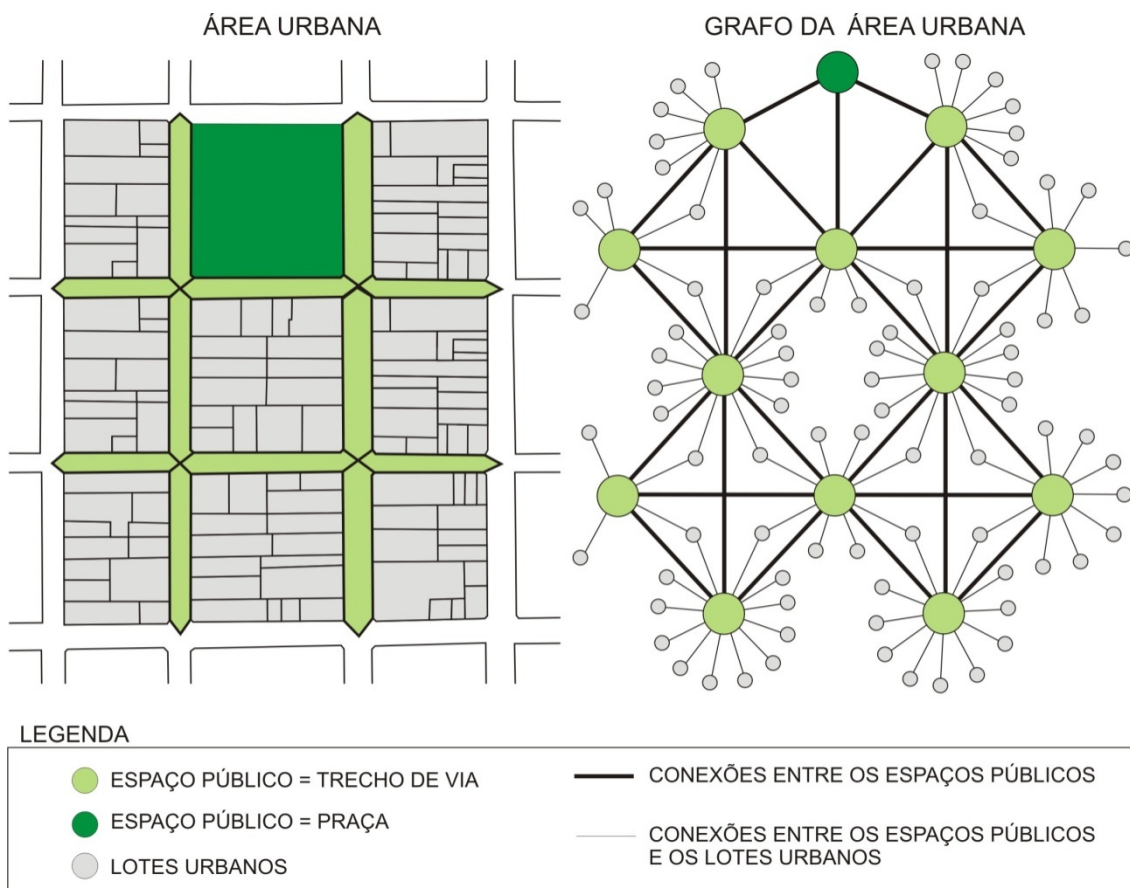 ÁREA URBANA
GRAFO DA ÁREA URBANA
LEGENDA
ESPAÇO PÚBLICO = TRECHO DE VIA
ESPAÇO PÚBLICO = PRAÇA
LOTES URBANOS
CONEXÕES ENTRE OS ESPAÇOS PÚBLICOS
CONEXÕES ENTRE OS ESPAÇOS PÚBLICOS
E OS LOTES URBANOS